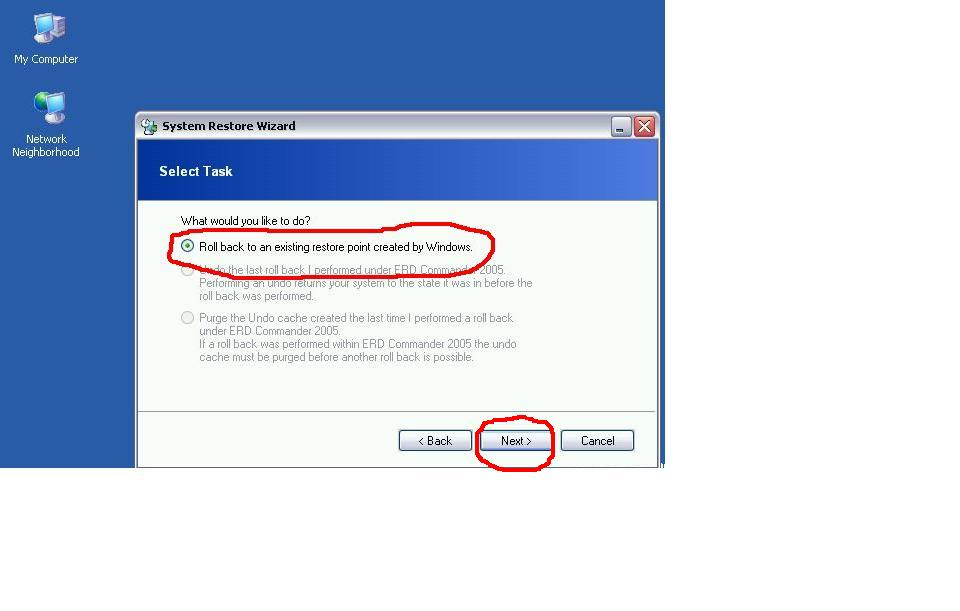 My Computer
Network
Neighborhood
System Restore Wizard
Select Task
What would you like to do?
Roll back to an existing restore point created by Windows.
Undo the last roll back I performed under ERD Commander 2005.
Performing an undo returns your system to the state it was in before the
roll back was performed.
Purge the Undo cache created the last time I performed a roll back
under ERD Commander 2005.
If a roll back was performed within ERD Commander 2005 the undo
cache must be purged before another roll back is possible.
< Back
Next >
Cancel